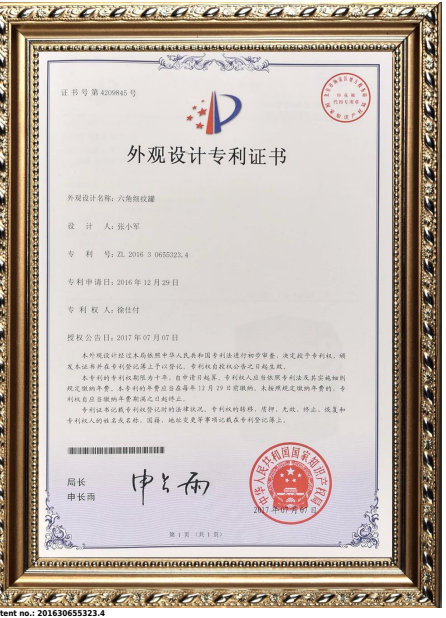 证书号第4209845号
外观设计专利证书
外观设计名称：六角细纹罐
设 计 人：张小军
专 利 号：ZL 2016 3 0655323.4
专利申请日：2016年12月29日
专 利 权 人：徐仕付
授权公告日：2017年07月07日
本外观设计经过本局依照中华人民共和国专利法进行初步审查，决定授予专利权，颁
发本证书并在专利登记簿上予以登记。专利权自授权公告之日起生效。
本专利的专利权期限为十年，自申请日起算。专利权人应当依照专利法及其实施细则
规定缴纳年费。本专利的年费应当在每年12月29日前缴纳。未按照规定缴纳年费的，专
利权自应当缴纳年费期满之日起终止。
专利证书记载专利权登记时的法律状况。专利权的转移、质押、无效、终止、恢复和
专利权人的姓名或名称、国籍、地址变更等事项记载在专利登记簿上。
局长
申长雨
申长雨
中华人民共和国国家知识产权局
2017年07月07日
第1页（共1页）
tent no.: 201630655323.4